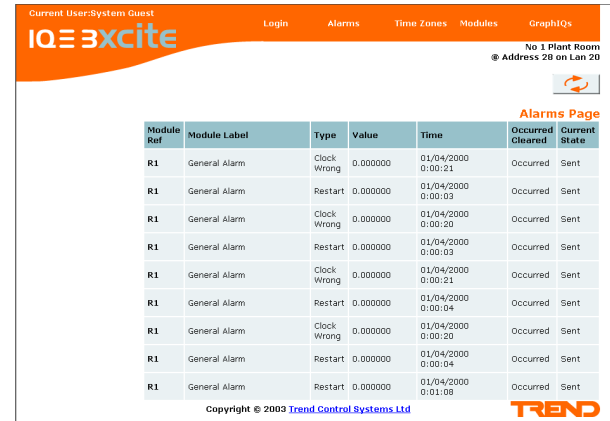 Current User:System Guest
IQ3 3xcite
Login Alarms Time Zones Modules GraphIQs
No 1 Plant Room
@ Address 28 on Lan 20
Alarms Page
Module Ref Module Label Type Value Time Occurred Cleared Current State
R1 General Alarm Clock Wrong 0.000000 01/04/2000 0:00:21 Occurred Sent
R1 General Alarm Restart 0.000000 01/04/2000 0:00:03 Occurred Sent
R1 General Alarm Clock Wrong 0.000000 01/04/2000 0:00:20 Occurred Sent
R1 General Alarm Restart 0.000000 01/04/2000 0:00:03 Occurred Sent
R1 General Alarm Clock Wrong 0.000000 01/04/2000 0:00:21 Occurred Sent
R1 General Alarm Restart 0.000000 01/04/2000 0:00:04 Occurred Sent
R1 General Alarm Clock Wrong 0.000000 01/04/2000 0:00:20 Occurred Sent
R1 General Alarm Restart 0.000000 01/04/2000 0:00:04 Occurred Sent
R1 General Alarm Restart 0.000000 01/04/2000 0:01:08 Occurred Sent
Copyright © 2003 Trend Control Systems Ltd
TREND